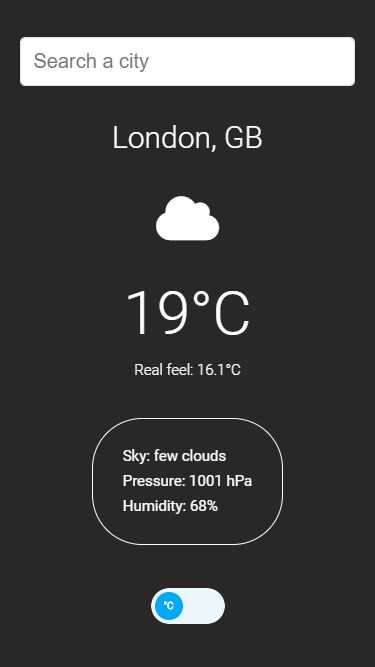 Search a city
London, GB
19°C
Real feel: 16.1°C
Sky: few clouds
Pressure: 1001 hPa
Humidity: 68%
°C